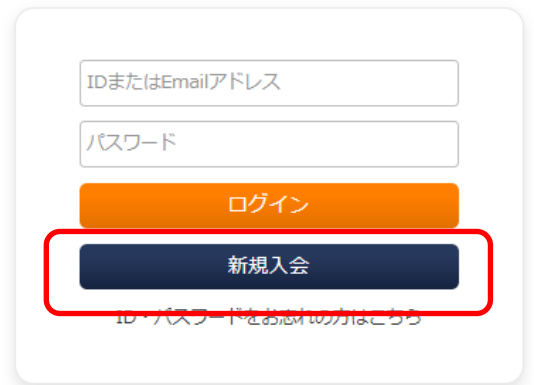 IDまたはEmailアドレス
パスワード
ログイン
新規入会
ID・パスワードをお忘れの方はこちら